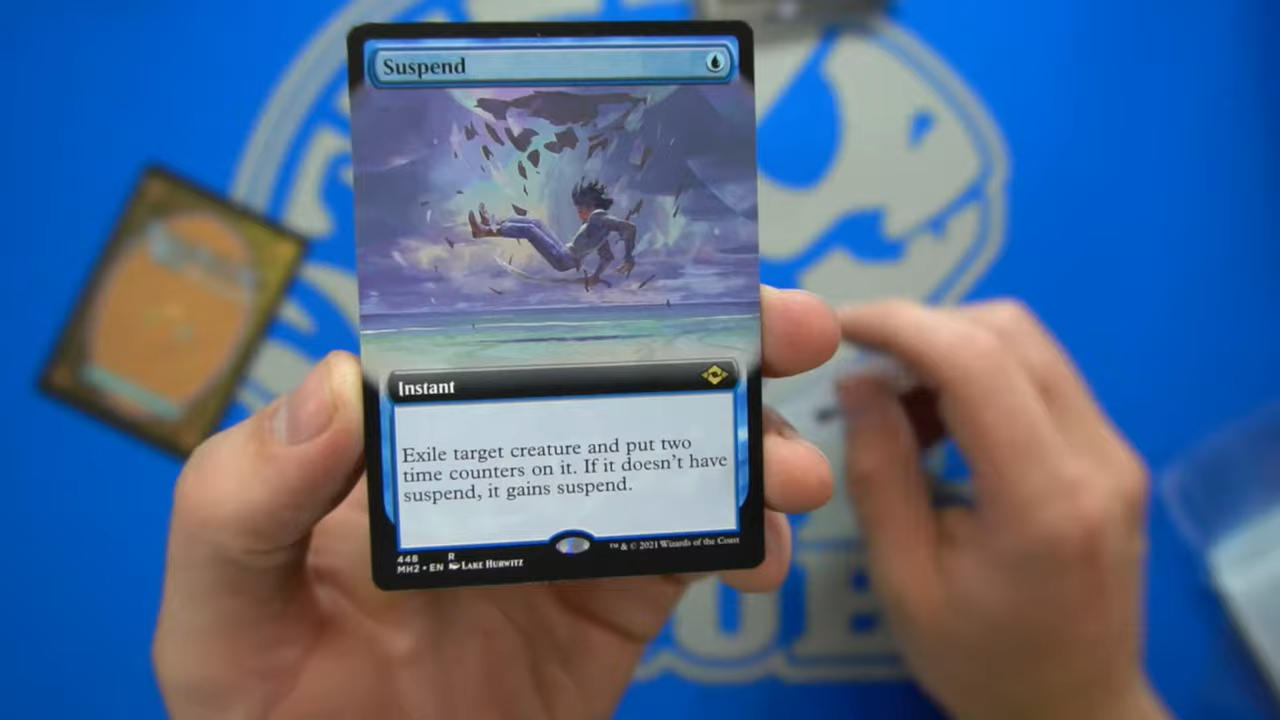 Suspend
Instant
Exile target creature and put two
time counters on it. If it doesn't have
suspend, it gains suspend.
448 R
MH2 • EN LAKE HURWITZ
™ & © 2021 Wizards of the Coast